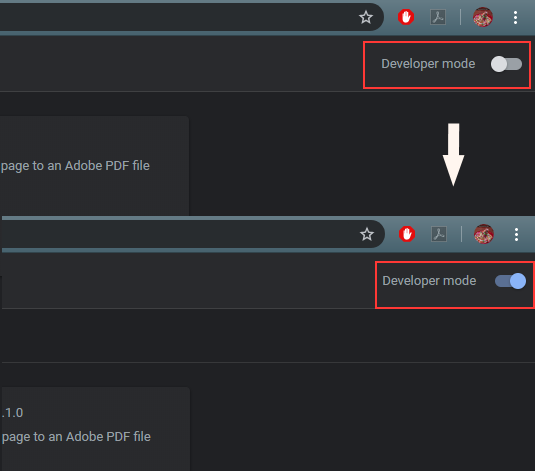 Developer mode
page to an Adobe PDF file
Developer mode
.1.0
page to an Adobe PDF file